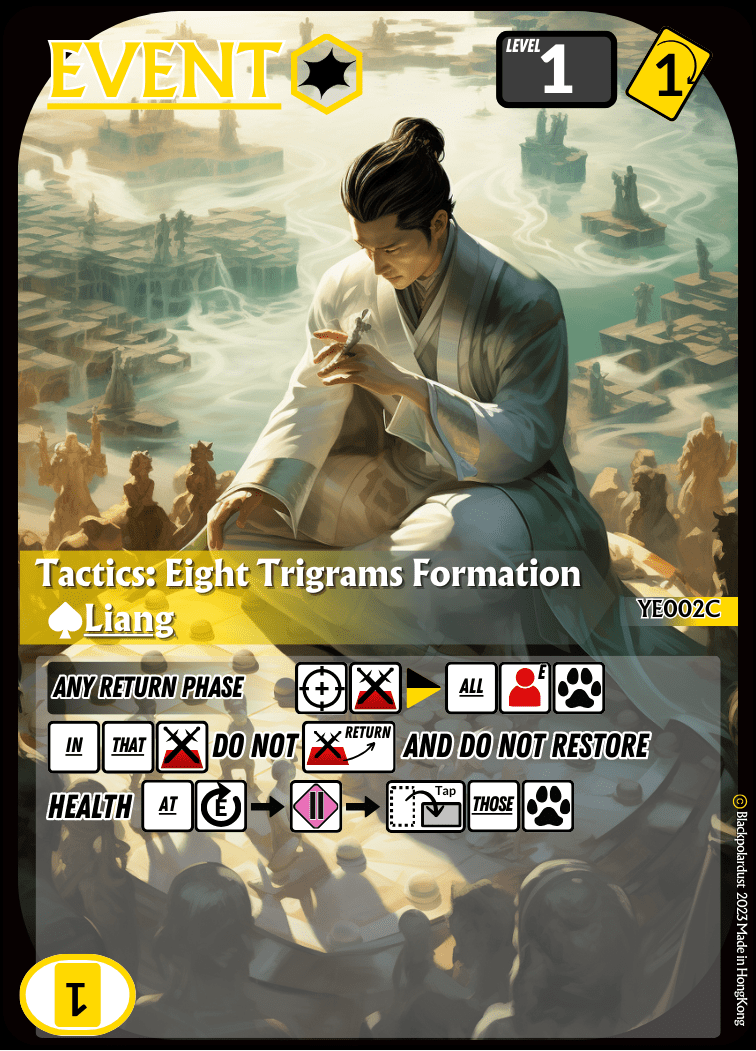 EVENT
LEVEL 1
1
Tactics: Eight Trigrams Formation
Liang
YE002C
ANY RETURN PHASE ALL E
IN THAT DO NOT RETURN AND DO NOT RESTORE
HEALTH AT E II Tap THOSE
1
© Blackpolardust 2023 Made in HongKong